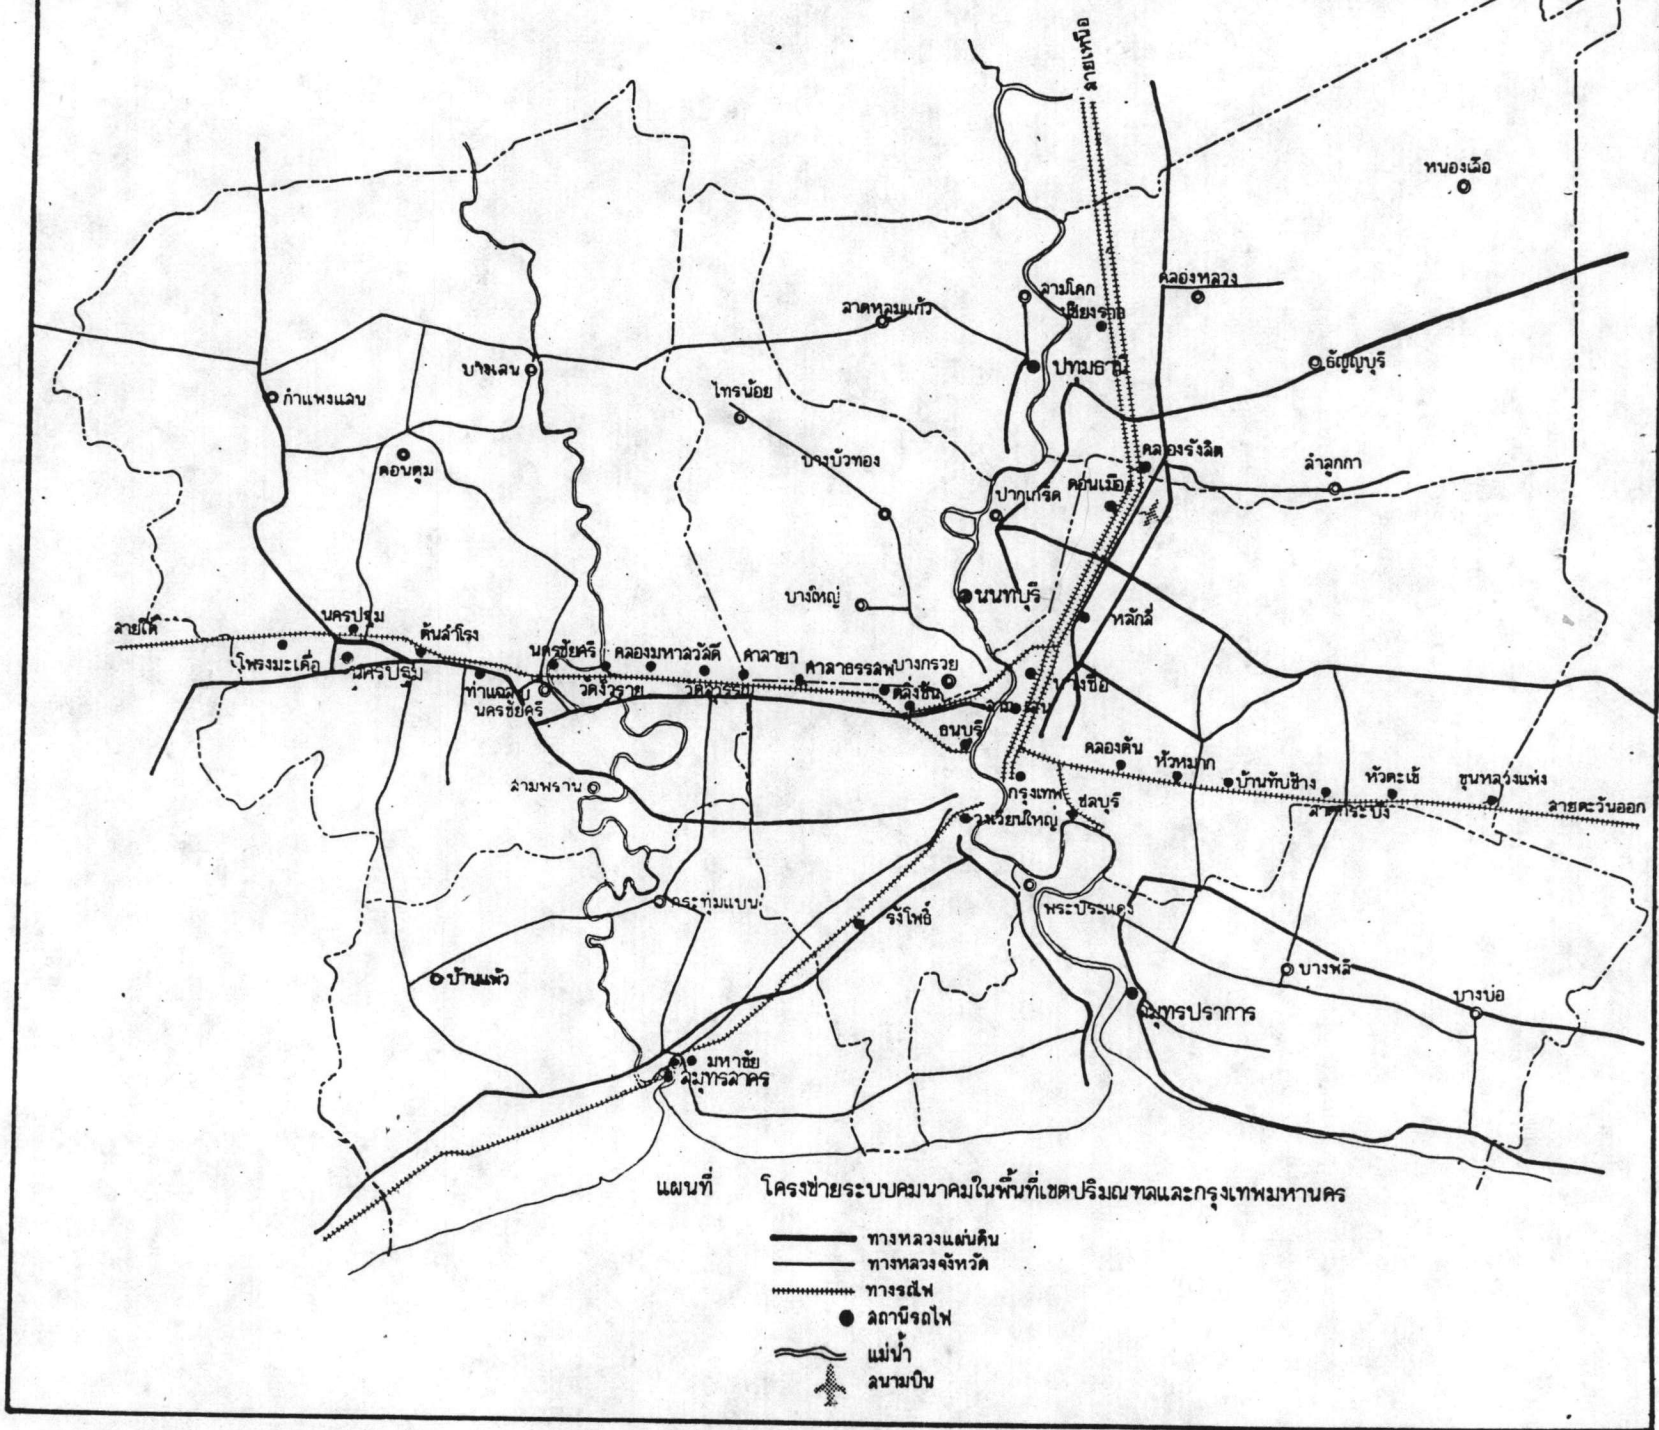 สายเหนือ
หนองเสือ
คลองหลวง
สามโคก
เชียงราก
ลาดหลุมแก้ว
ปทุมธานี
ธัญญบุรี
บางเลน
กำแพงแสน
ไทรน้อย
ดอนตูม
บางบัวทอง
คลองรังสิต
ลำลูกกา
ดอนเมือง
ปากเกร็ด
บางใหญ่
นนทบุรี
หลักสี่
สายใต้
นครปฐม
ต้นสำโรง
โพรงมะเดื่อ
นครปฐม
นครชัยศรี
คลองมหาสวัสดิ์
ศาลายา
ศาลาธรรสพ
บางกรวย
ท่าแฉลบ
วัดงิ้วราย
วัดสุวรรณ
ตลิ่งชัน
บางซื่อ
นครชัยศรี
สามเสน
ธนบุรี
คลองตัน
หัวหมาก
บ้านทับช้าง
หัวตะเข้
ขุนหลวงแพ่ง
สายตะวันออก
ลาดกระบัง
สามพราน
กรุงเทพ
ชลบุรี
วงเวียนใหญ่
กระทุ่มแบน
รังโพธิ์
พระประแดง
บ้านแพ้ว
บางพลี
บางบ่อ
สมุทรปราการ
มหาชัย
สมุทรสาคร
แผนที่ โครงข่ายระบบคมนาคมในพื้นที่เขตปริมณฑลและกรุงเทพมหานคร
ทางหลวงแผ่นดิน
ทางหลวงจังหวัด
ทางรถไฟ
สถานีรถไฟ
แม่น้ำ
สนามบิน